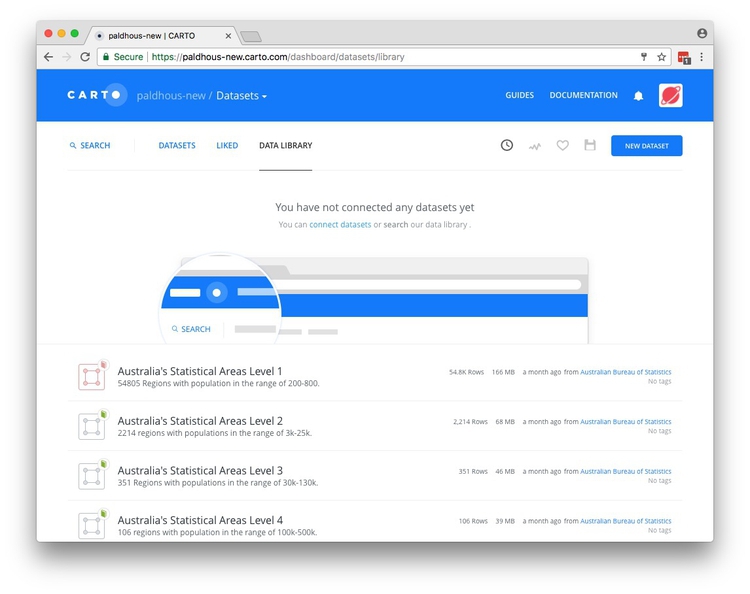 paldhous-new | CARTO
Secure https://paldhous-new.carto.com/dashboard/datasets/library
1
CARTO paldhous-new / Datasets GUIDES DOCUMENTATION
SEARCH DATASETS LIKED DATA LIBRARY NEW DATASET
You have not connected any datasets yet
You can connect datasets or search our data library .
SEARCH
Australia's Statistical Areas Level 1 54.8K Rows 166 MB a month ago from Australian Bureau of Statistics
54805 Regions with population in the range of 200-800. No tags
Australia's Statistical Areas Level 2 2,214 Rows 68 MB a month ago from Australian Bureau of Statistics
2214 regions with populations in the range of 3k-25k. No tags
Australia's Statistical Areas Level 3 351 Rows 46 MB a month ago from Australian Bureau of Statistics
351 Regions with populations in the range of 30k-130k. No tags
Australia's Statistical Areas Level 4 106 Rows 39 MB a month ago from Australian Bureau of Statistics
106 regions with populations in the range of 100k-500k. No tags